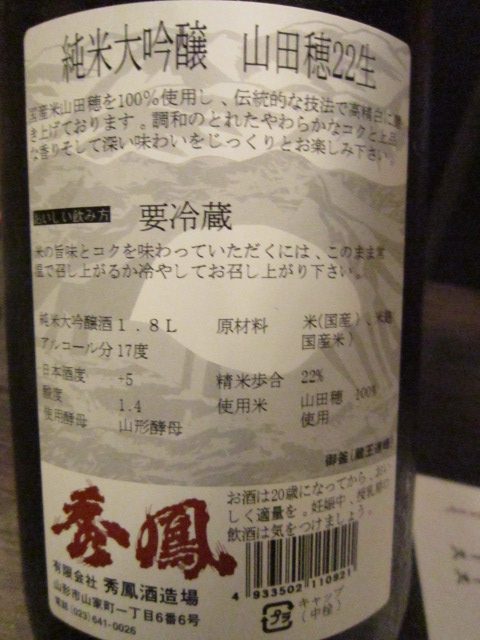 純米大吟醸　山田穂22生
国産米山田穂を100%使用し、伝統的な技法で高精白に磨
き上げております。調和のとれたやわらかなコクと上品
な香りそして深い味わいをじっくりとお楽しみ下さい。
おいしい飲み方　要冷蔵
米の旨味とコクを味わっていただくには、このまま常
温で召し上がるか冷やしてお召し上がり下さい。
純米大吟醸酒 1.8L　原材料　米(国産)、米麹
アルコール分 17度　国産米)
日本酒度 +5　精米歩合 22%
酸度 1.4　使用米 山田穂 100%
使用酵母 山形酵母　使用
御釜(蔵王連峰)
お酒は20歳になってから、おい
しく適量を。妊娠中、授乳期の
飲酒は気をつけましょう。
秀鳳
4 933502 110921
有限会社 秀鳳酒造場
山形市山家町一丁目6番6号
電話 (023)641-0026
キャップ
(中栓)